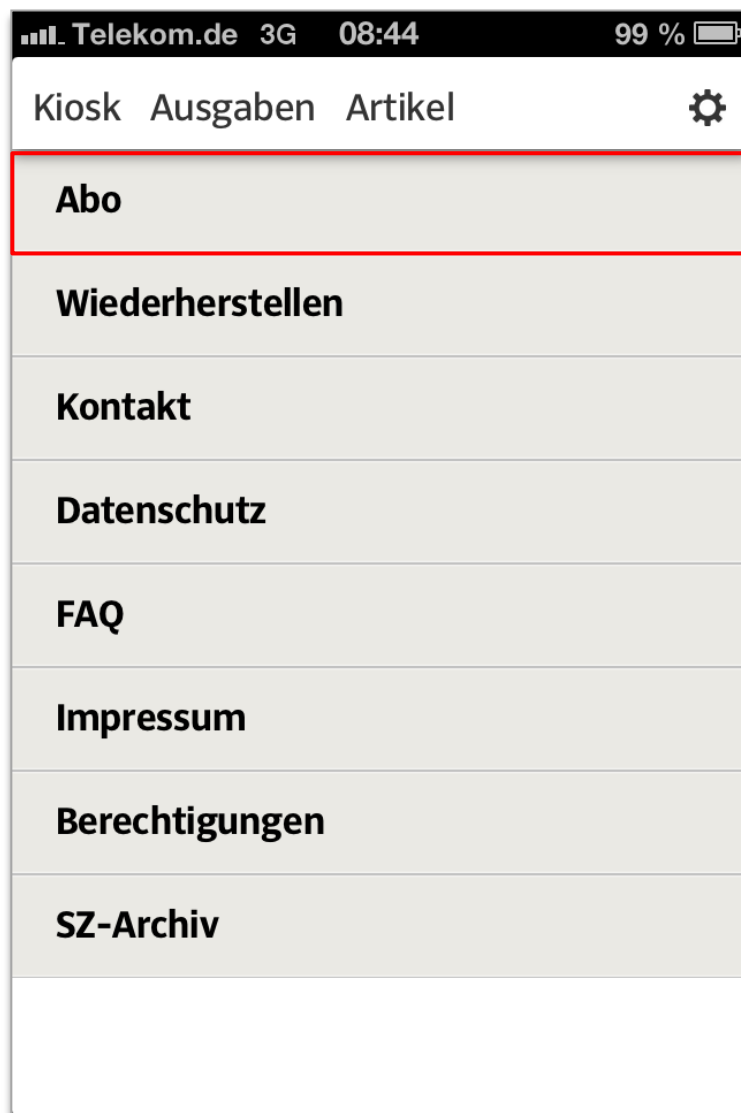 Telekom.de 3G 08:44 99 %
Kiosk Ausgaben Artikel
Abo
Wiederherstellen
Kontakt
Datenschutz
FAQ
Impressum
Berechtigungen
SZ-Archiv